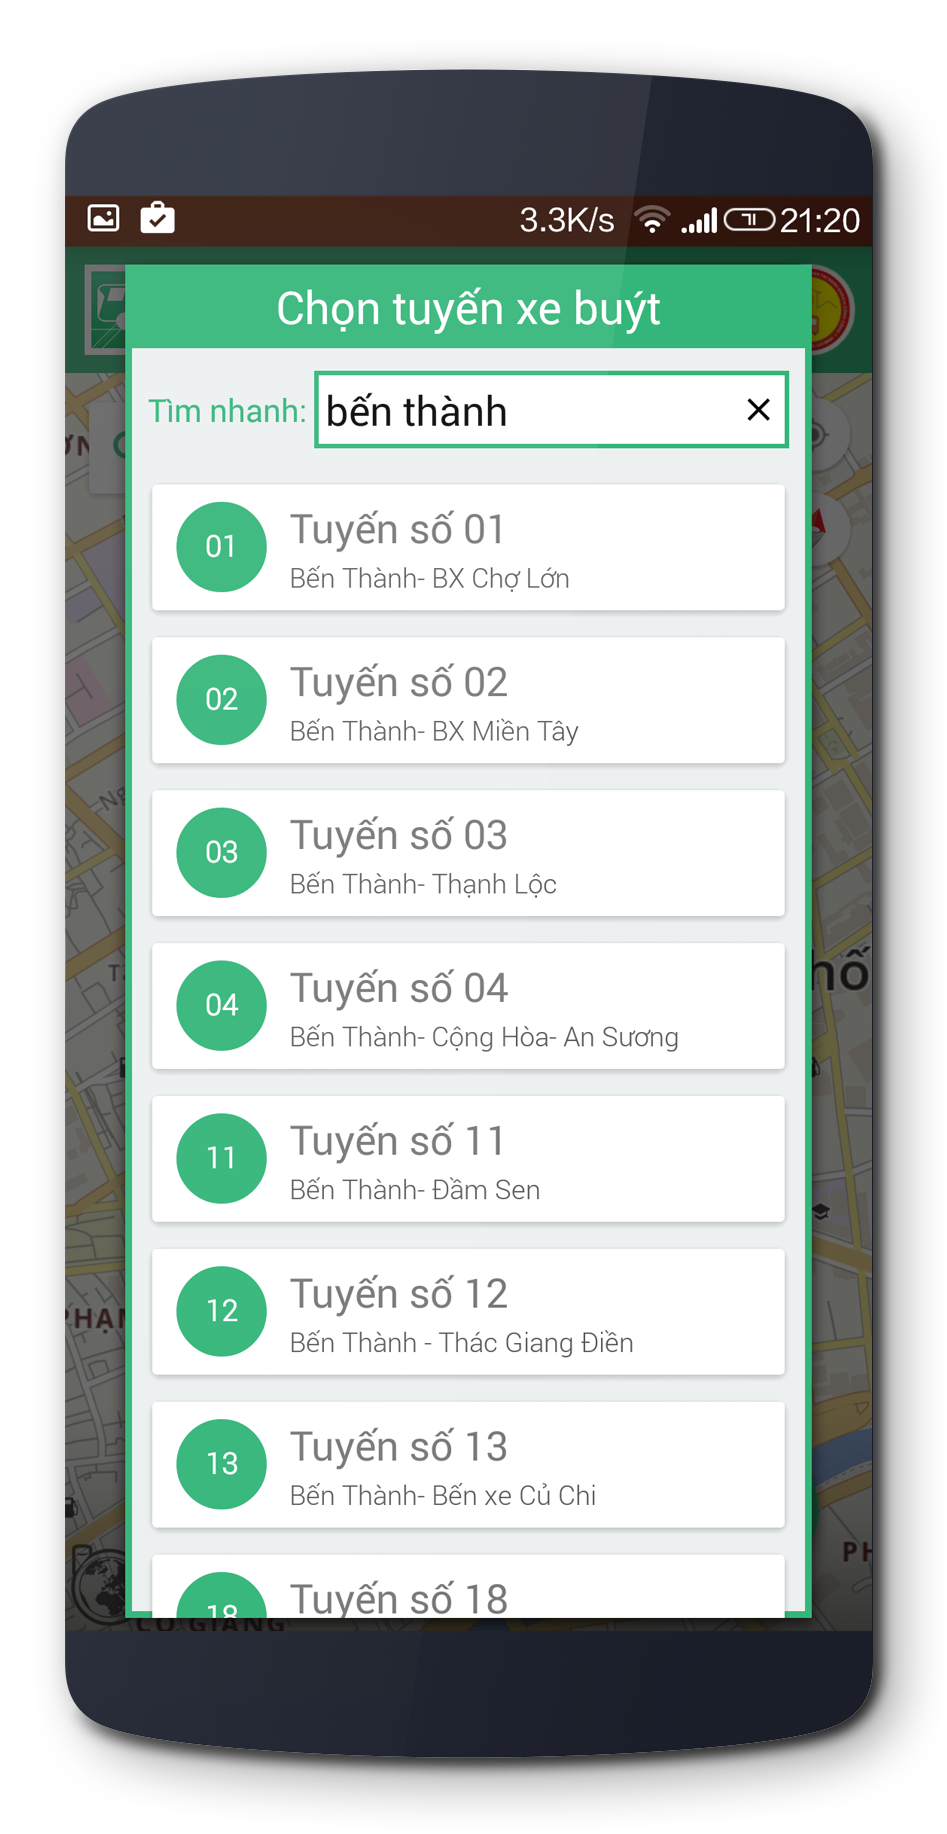 3.3K/s 21:20
Chọn tuyến xe buýt
Tìm nhanh: bến thành
01 Tuyến số 01
Bến Thành- BX Chợ Lớn
02 Tuyến số 02
Bến Thành- BX Miền Tây
03 Tuyến số 03
Bến Thành- Thạnh Lộc
04 Tuyến số 04
Bến Thành- Cộng Hòa- An Sương
11 Tuyến số 11
Bến Thành- Đầm Sen
12 Tuyến số 12
Bến Thành - Thác Giang Điền
13 Tuyến số 13
Bến Thành- Bến xe Củ Chi
18 Tuyến số 18
CÔ GIANG